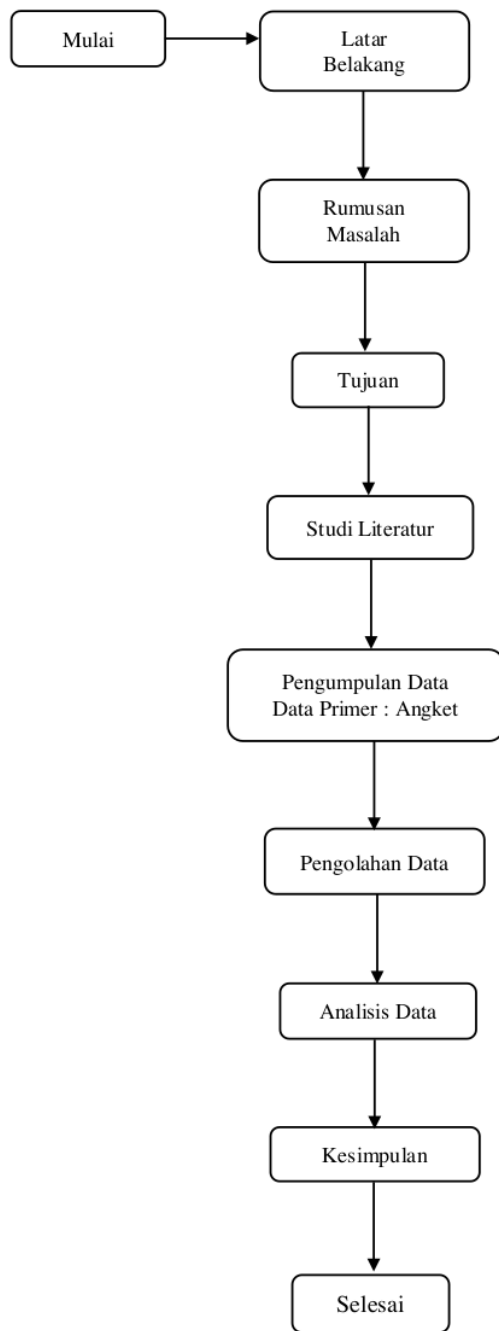 Mulai
Latar
Belakang
Rumusan
Masalah
Tujuan
Studi Literatur
Pengumpulan Data
Data Primer : Angket
Pengolahan Data
Analisis Data
Kesimpulan
Selesai